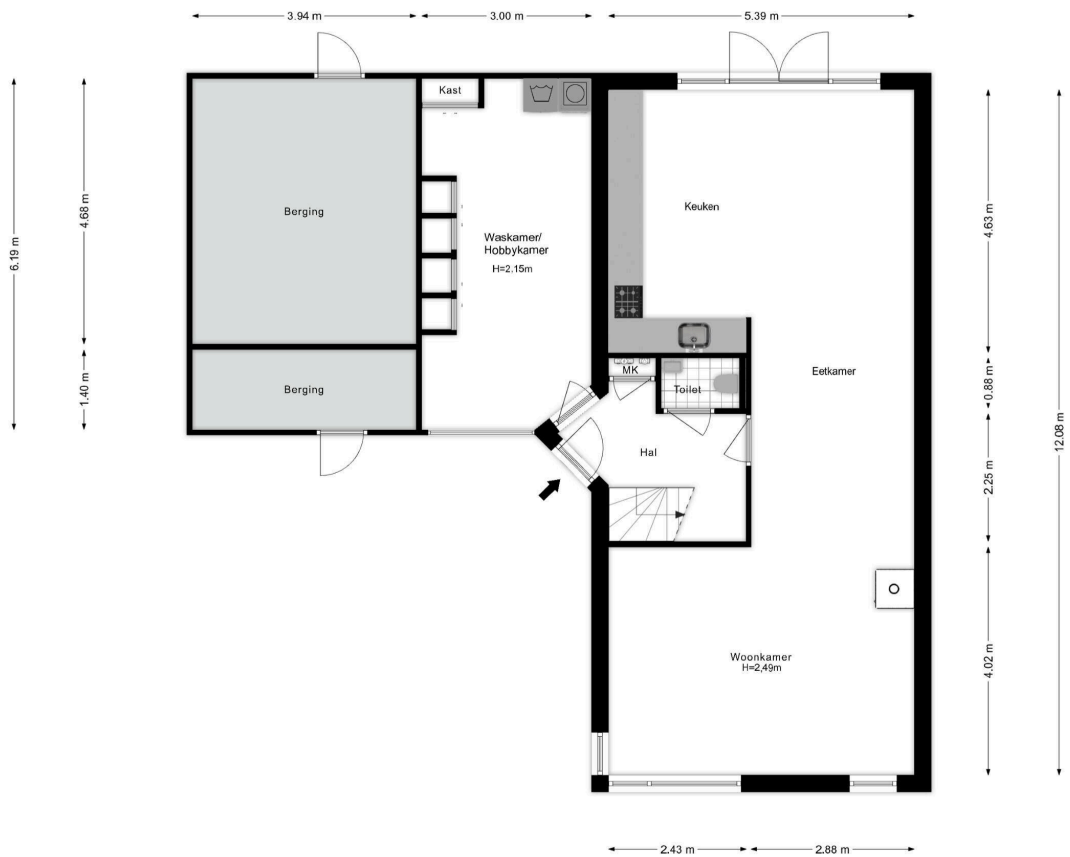 3.94 m
3.00 m
5.39 m
Kast
Berging
Keuken
Waskamer/
Hobbykamer
H=2.15m
6.19 m
4.68 m
4.63 m
MK
Toilet
Eetkamer
Berging
1.40 m
0.88 m
12.08 m
Hal
2.25 m
Woonkamer
H=2,49m
4.02 m
2.43 m
2.88 m